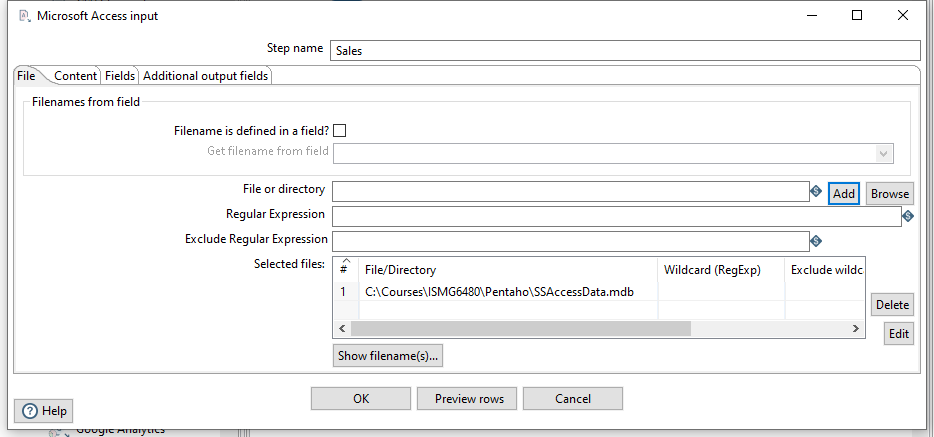 Microsoft Access input
Step name Sales
File Content Fields Additional output fields
Filenames from field
Filename is defined in a field?
Get filename from field
File or directory Add Browse
Regular Expression
Exclude Regular Expression
Selected files: # File/Directory Wildcard (RegExp) Exclude wildc
1 C:\Courses\ISMG6480\Pentaho\SSAccessData.mdb
Delete
Edit
Show filename(s)...
OK Preview rows Cancel
Help
Google Analytics